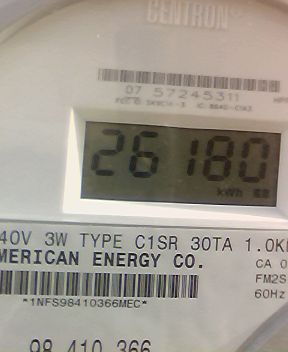 CENTRON
07 57245311
26180
kWh
40V 3W TYPE C1SR 30TA 1.0K
MERICAN ENERGY CO.
CA 0
FM2S
60Hz
*1NFS98410366MEC*
98 410 366